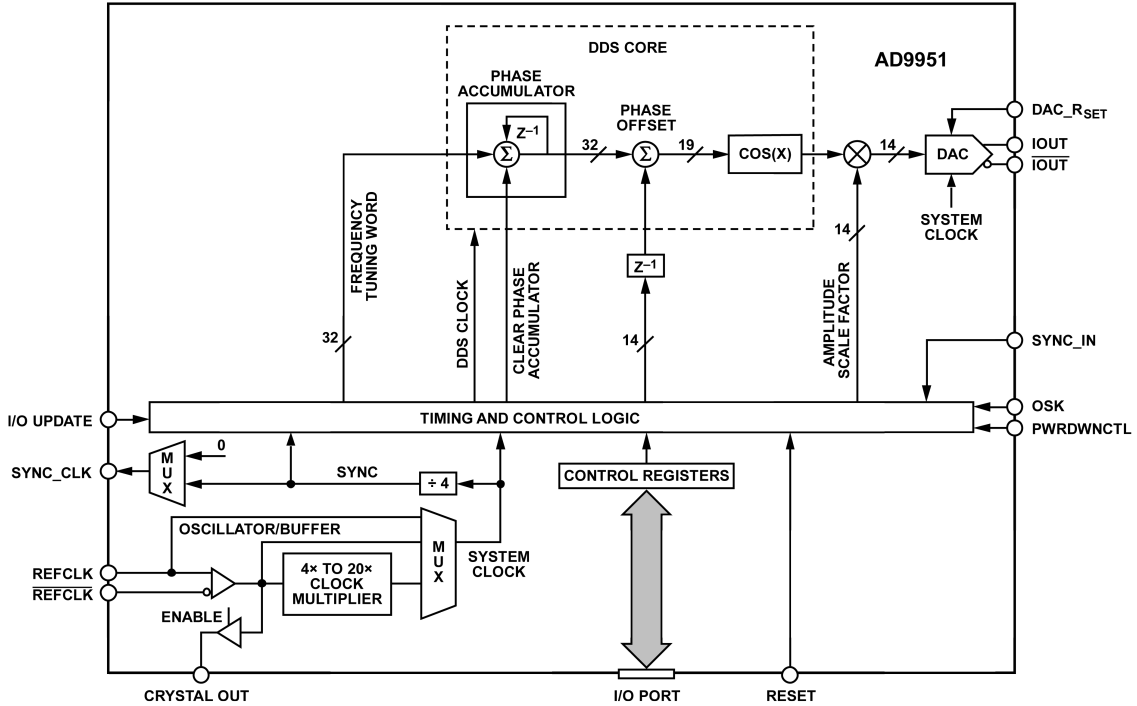 DDS CORE
AD9951
PHASE
ACCUMULATOR
Z–1
Σ
32
PHASE
OFFSET
Σ
19
COS(X)
14
DAC
DAC_RSET
IOUT
IOUT
SYSTEM
CLOCK
FREQUENCY
TUNING WORD
32
DDS CLOCK
CLEAR PHASE
ACCUMULATOR
Z–1
14
AMPLITUDE
SCALE FACTOR
14
SYNC_IN
I/O UPDATE
TIMING AND CONTROL LOGIC
OSK
PWRDWNCTL
SYNC_CLK
MUX
0
SYNC
÷ 4
CONTROL REGISTERS
OSCILLATOR/BUFFER
MUX
SYSTEM
CLOCK
REFCLK
REFCLK
4× TO 20×
CLOCK
MULTIPLIER
ENABLE
CRYSTAL OUT
I/O PORT
RESET